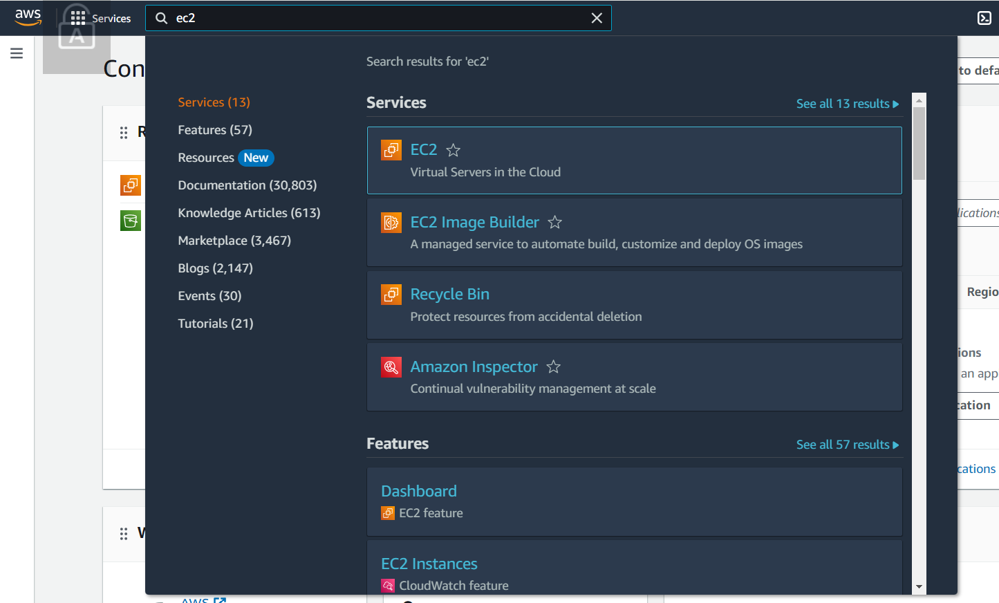 aws
Services
ec2
A
Con
to defa
Search results for 'ec2'
Services (13)
Features (57)
Resources New
Documentation (30,803)
Knowledge Articles (613)
Marketplace (3,467)
Blogs (2,147)
Events (30)
Tutorials (21)
Services
See all 13 results
EC2
Virtual Servers in the Cloud
EC2 Image Builder
A managed service to automate build, customize and deploy OS images
Recycle Bin
Protect resources from accidental deletion
Amazon Inspector
Continual vulnerability management at scale
Features
See all 57 results
Dashboard
EC2 feature
EC2 Instances
CloudWatch feature
R
W
lications
Regio
ions
an app
cation
cations
AWS